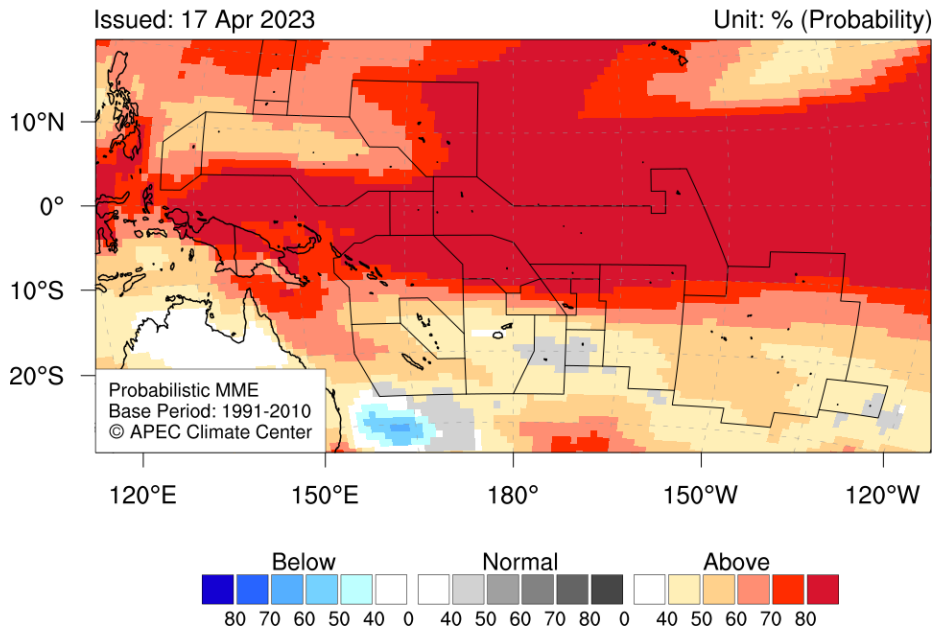 Issued: 17 Apr 2023 Unit: % (Probability)
10°N
0°
10°S
20°S
Probabilistic MME
Base Period: 1991-2010
© APEC Climate Center
120°E 150°E 180° 150°W 120°W
Below Normal Above
80 70 60 50 40 0 40 50 60 70 80 0 40 50 60 70 80